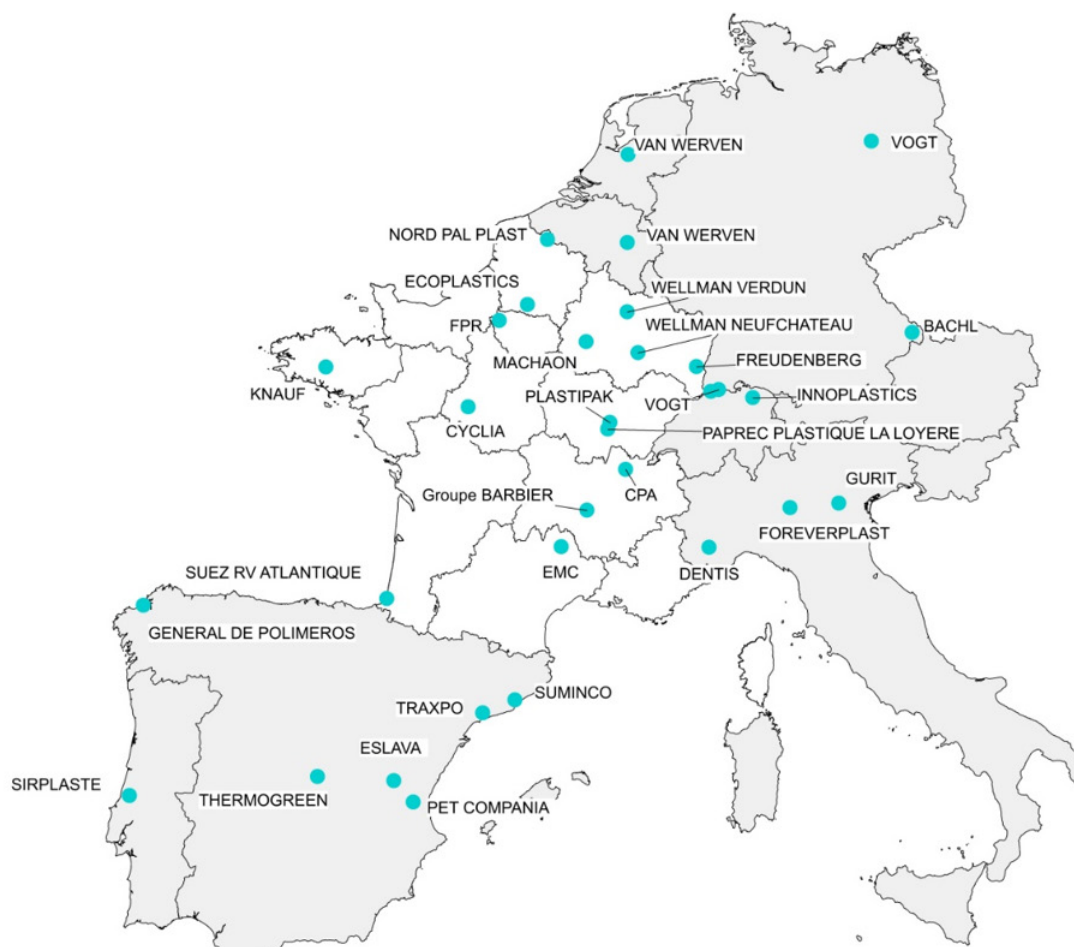 VAN WERVEN
VOGT
NORD PAL PLAST
VAN WERVEN
ECOPLASTICS
WELLMAN VERDUN
FPR
WELLMAN NEUFCHATEAU
BACHL
MACHAON
FREUDENBERG
KNAUF
PLASTIPAK
VOGT
INNOPLASTICS
CYCLIA
PAPREC PLASTIQUE LA LOYERE
Groupe BARBIER
CPA
GURIT
FOREVERPLAST
SUEZ RV ATLANTIQUE
EMC
DENTIS
GENERAL DE POLIMEROS
SUMINCO
TRAXPO
ESLAVA
SIRPLASTE
THERMOGREEN
PET COMPANIA